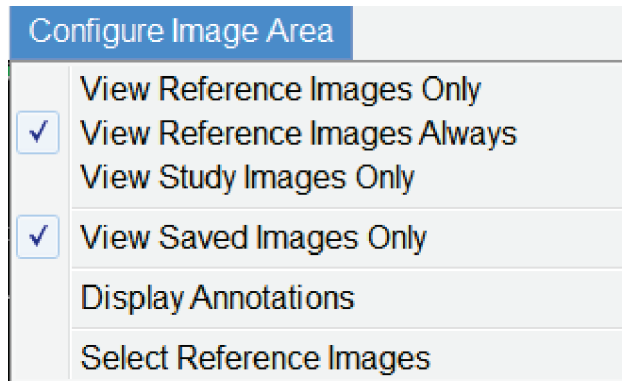 Configure Image Area
View Reference Images Only
View Reference Images Always
View Study Images Only
View Saved Images Only
Display Annotations
Select Reference Images